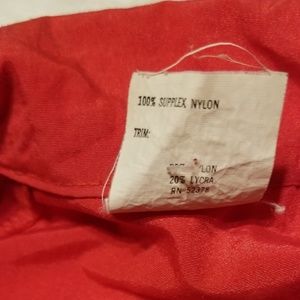 100% SUPPLEX NYLON
TRIM:
20% LYCRA
RN 52378